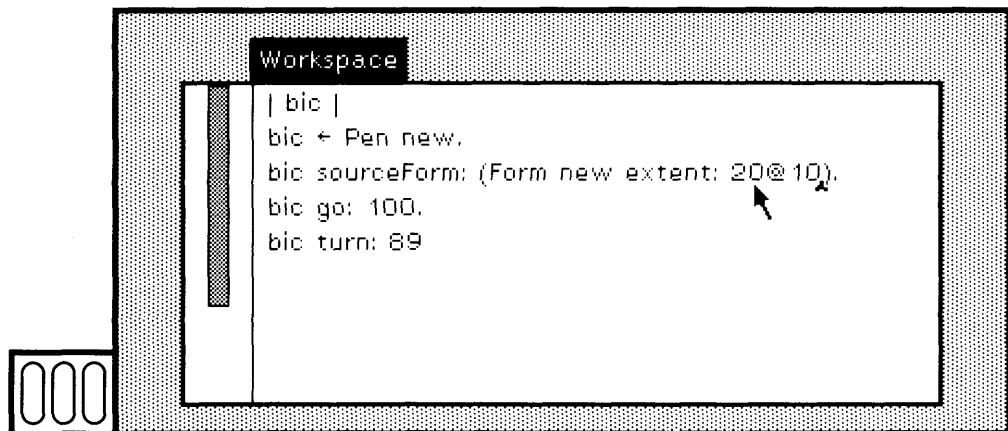 Workspace
| bic |
bic ← Pen new.
bic sourceForm: (Form new extent: 20@10).
bic go: 100.
bic turn: 89